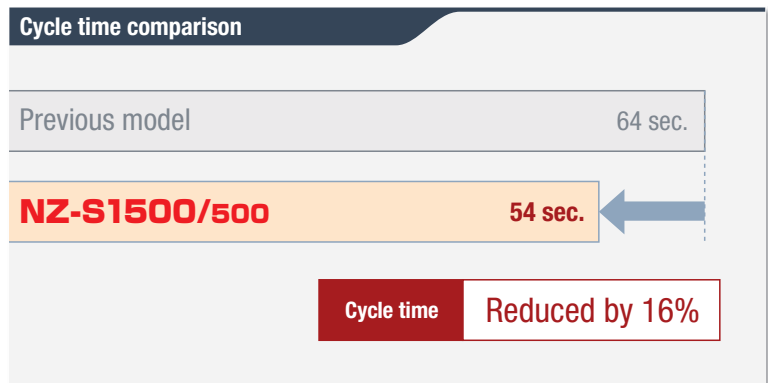 Cycle time comparison
Previous model 64 sec.
NZ-S1500/500 54 sec.
Cycle time Reduced by 16%